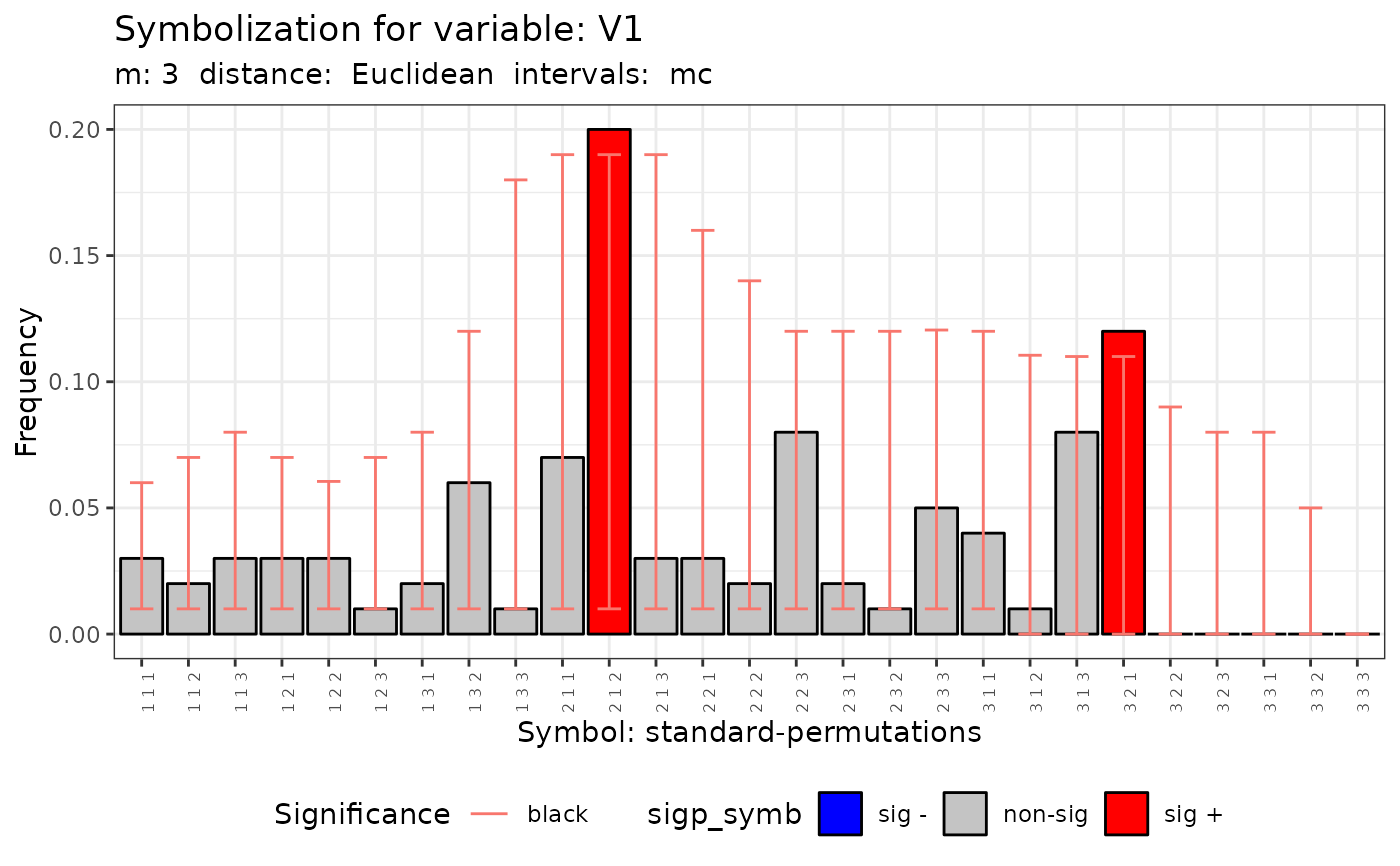 Symbolization for variable: V1
m: 3  distance:  Euclidean  intervals:  mc
Frequency
0.20
0.15
0.10
0.05
0.00
1 1 1
1 1 2
1 1 3
1 2 1
1 2 2
1 2 3
1 3 1
1 3 2
1 3 3
2 1 1
2 1 2
2 1 3
2 2 1
2 2 2
2 2 3
2 3 1
2 3 2
2 3 3
3 1 1
3 1 2
3 1 3
3 2 1
3 2 2
3 2 3
3 3 1
3 3 2
3 3 3
Symbol: standard-permutations
Significance black sigp_symb sig - non-sig sig +